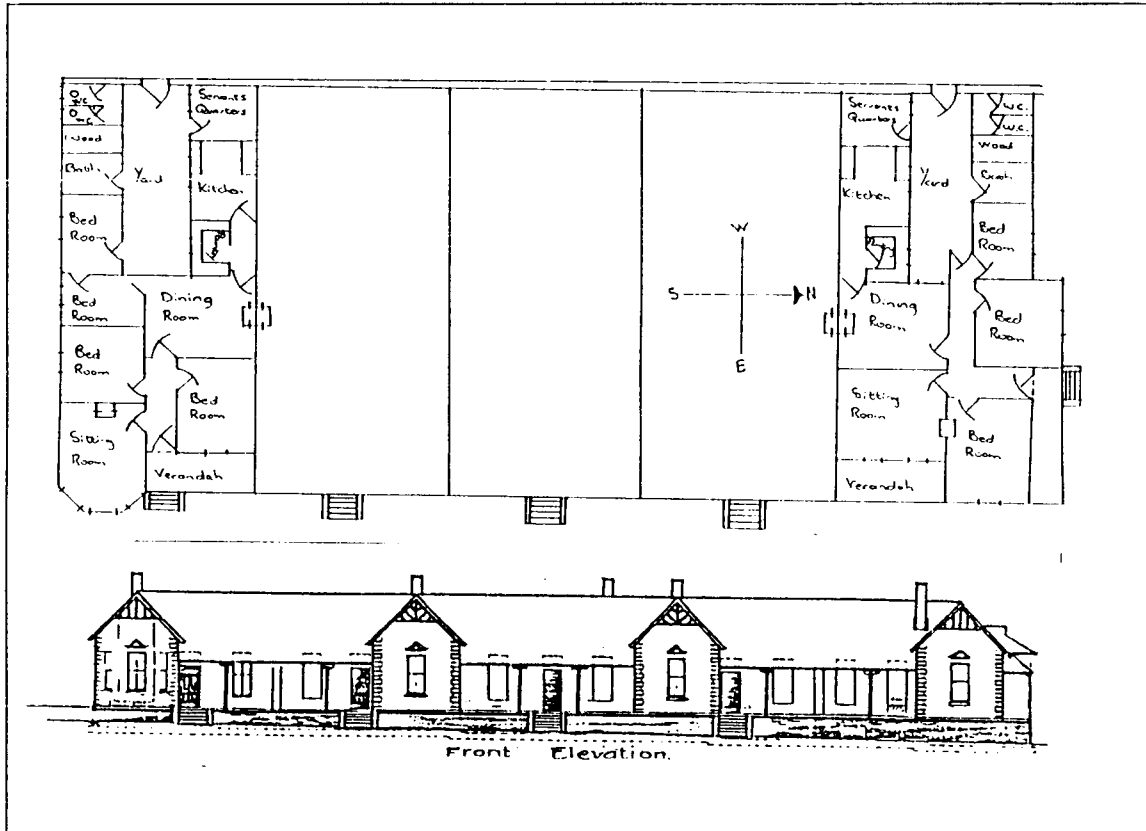 W.C.
W.C.
Wood
Bath
Bed
Room
Bed
Room
Bed
Room
Sitting
Room
Yard
Servants
Quarters
Kitchen
Dining
Room
Bed
Room
Verandah
W
S
N
E
Servants
Quarters
Kitchen
Dining
Room
Sitting
Room
Verandah
Yard
W.C.
W.C.
Wood
Bath
Bed
Room
Bed
Room
Bed
Room
Front Elevation.